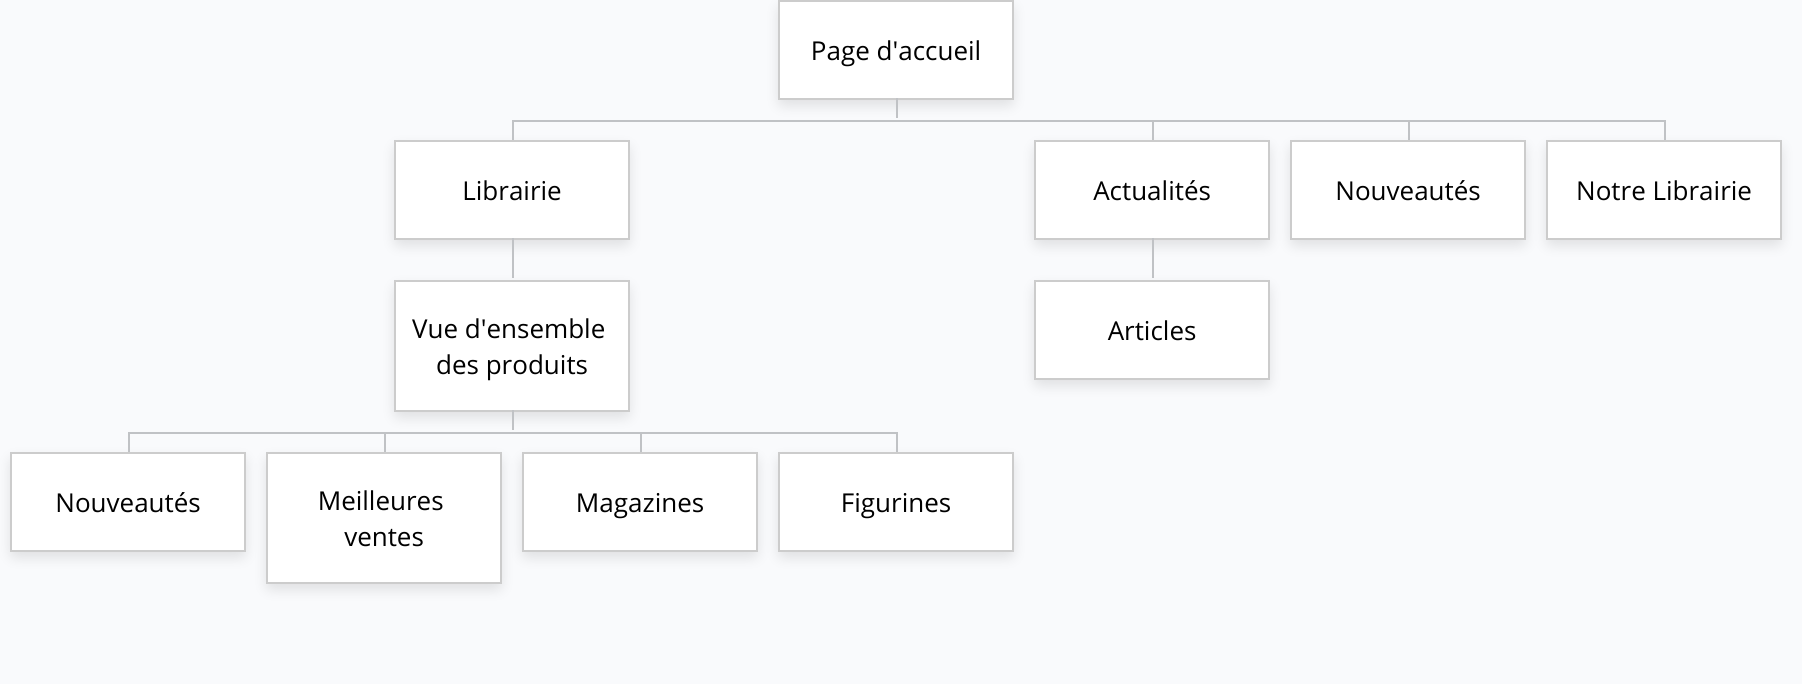 Page d'accueil
Librairie
Actualités
Nouveautés
Notre Librairie
Vue d'ensemble
des produits
Articles
Nouveautés
Meilleures
ventes
Magazines
Figurines